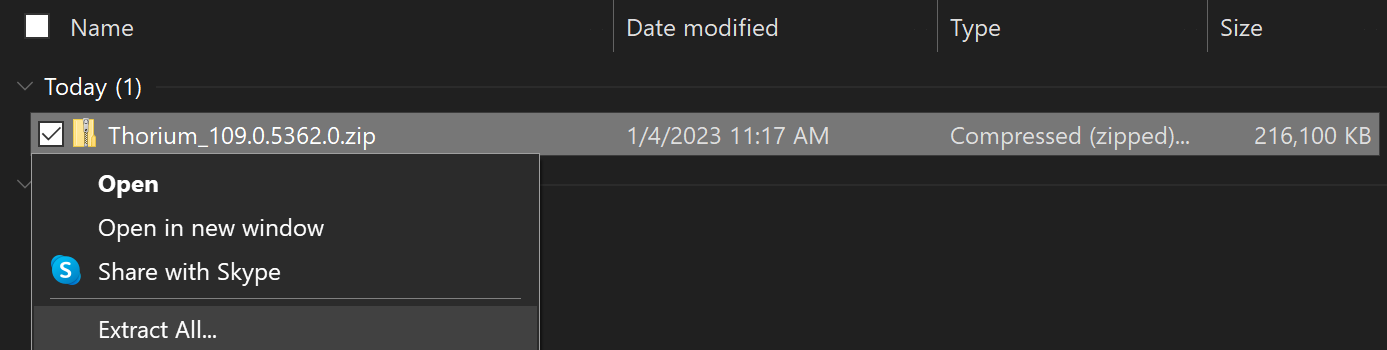 Name Date modified Type Size
Today (1)
Thorium_109.0.5362.0.zip 1/4/2023 11:17 AM Compressed (zipped)... 216,100 KB
Open
Open in new window
S Share with Skype
Extract All...